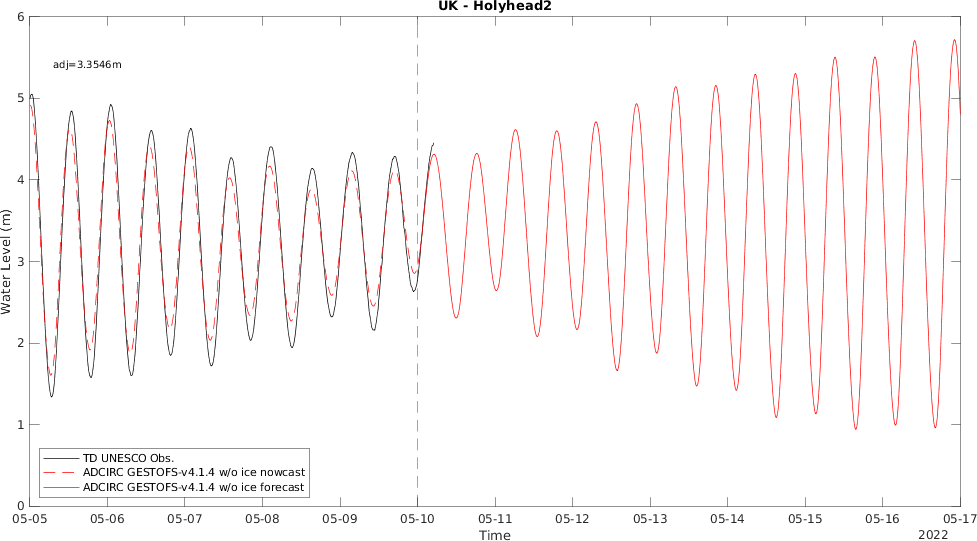 UK - Holyhead2
adj=3.3546m
Water Level (m)
6
5
4
3
2
1
0
TD UNESCO Obs.
ADCIRC GESTOFS-v4.1.4 w/o ice nowcast
ADCIRC GESTOFS-v4.1.4 w/o ice forecast
05-05 05-06 05-07 05-08 05-09 05-10 05-11 05-12 05-13 05-14 05-15 05-16 05-17
Time
2022